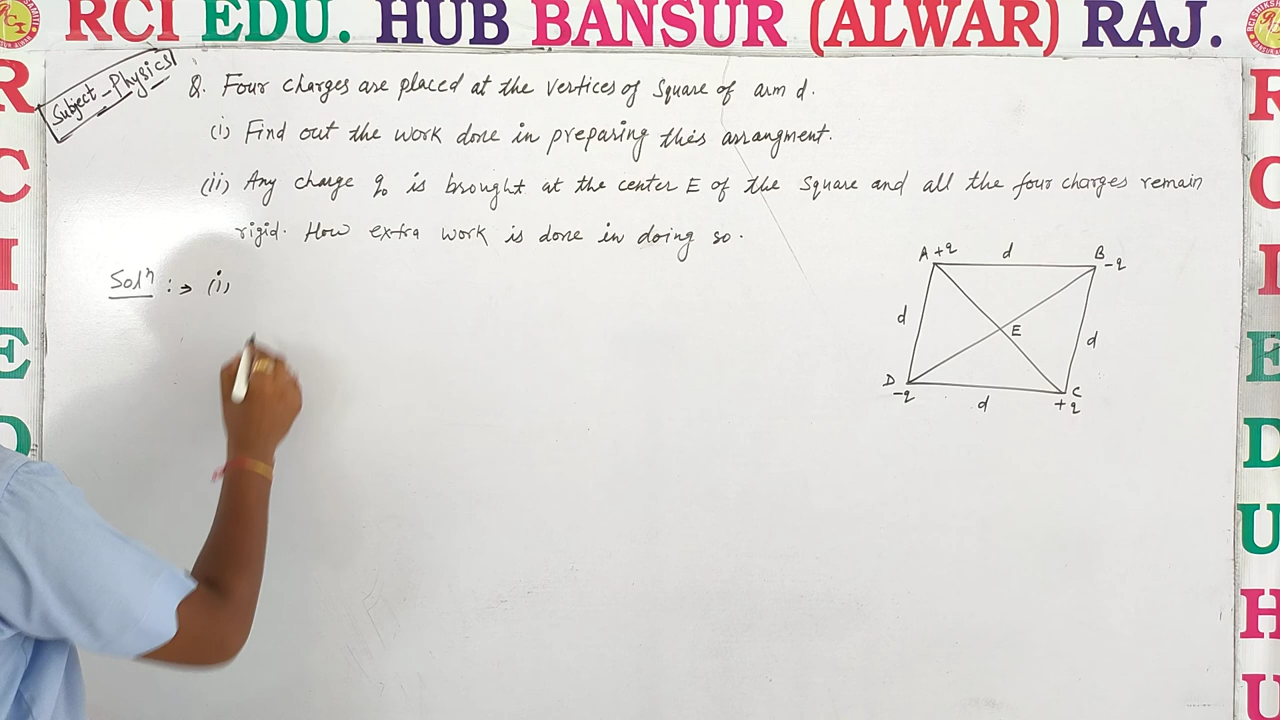 RCI EDU. HUB BANSUR (ALWAR) RAJ.
Subject - Physics
Q. Four charges are placed at the vertices of Square of arm d.
(i) Find out the work done in preparing this arrangment.
(ii) Any charge q₀ is brought at the center E of the Square and all the four charges remain
rigid. How extra work is done in doing so.
Solⁿ :→ (i)
A +q d B -q
d E d
D -q d C +q
R
C
I
E
D
R
C
I
E
D
U
H
U